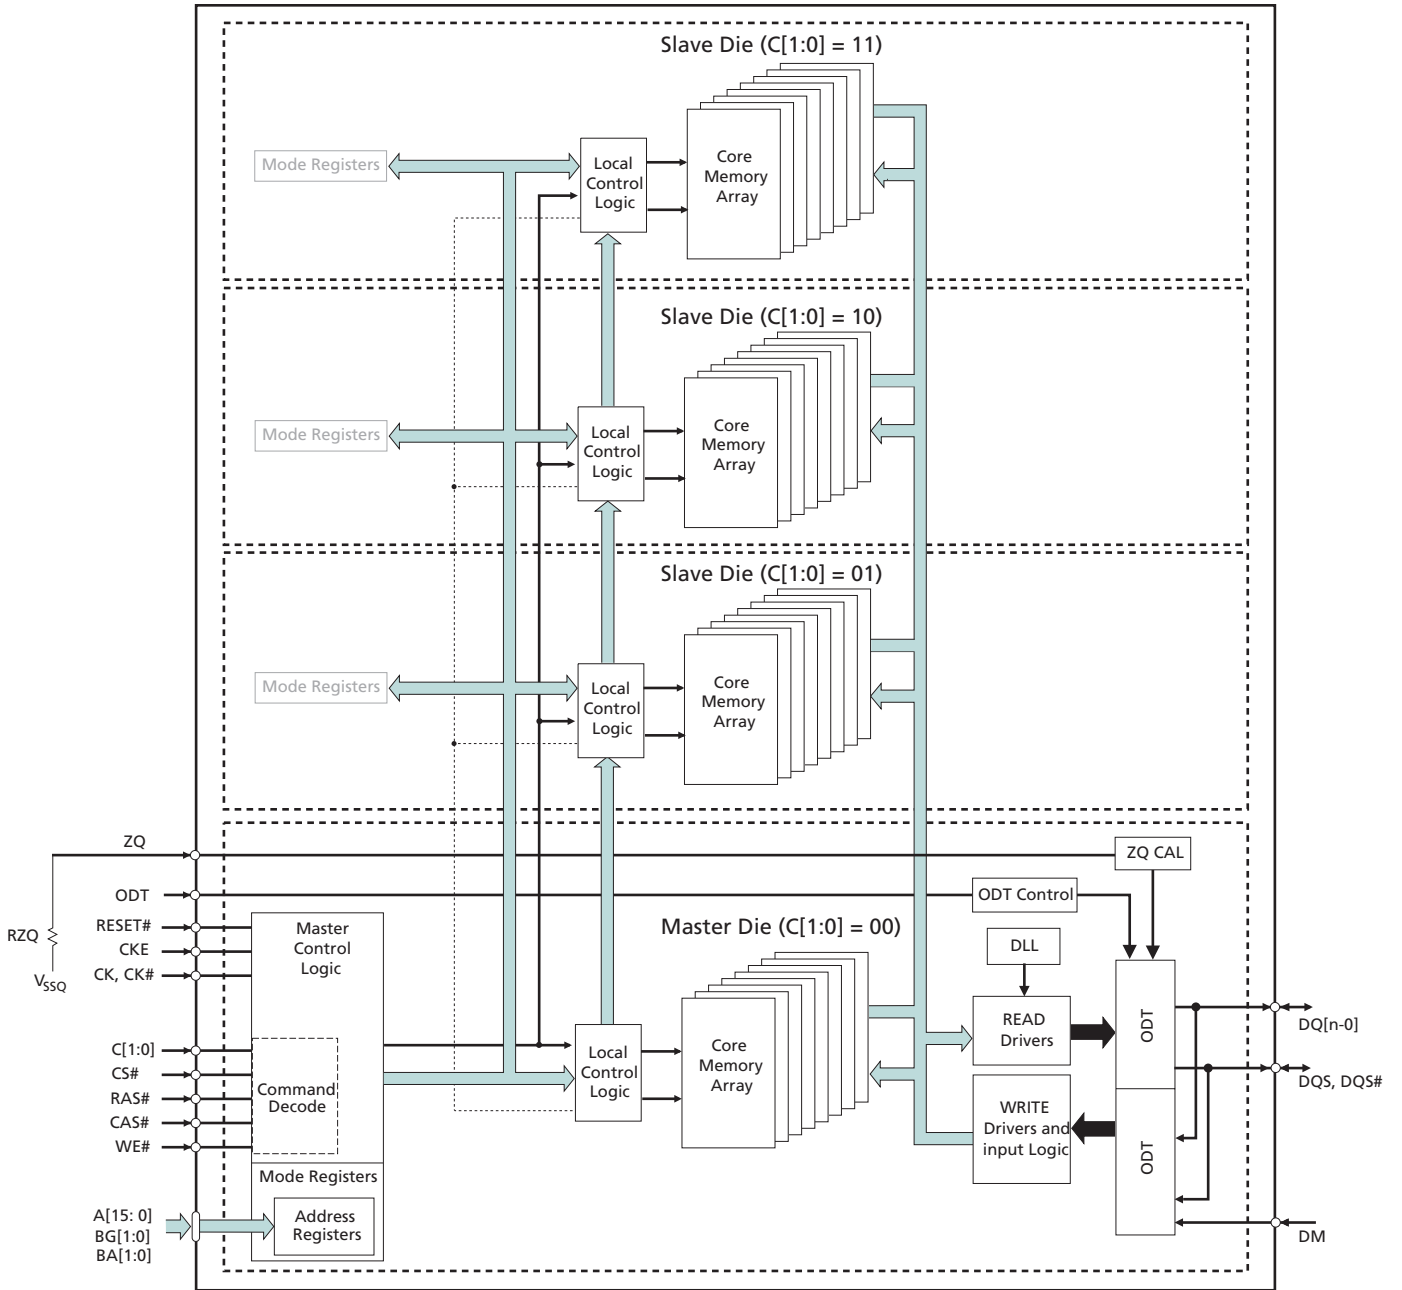 Slave Die (C[1:0] = 11)
Mode Registers
Local
Control
Logic
Core
Memory
Array
Slave Die (C[1:0] = 10)
Mode Registers
Local
Control
Logic
Core
Memory
Array
Slave Die (C[1:0] = 01)
Mode Registers
Local
Control
Logic
Core
Memory
Array
ZQ
ZQ CAL
ODT
ODT Control
RZQ
VSSQ
RESET#
CKE
CK, CK#
Master
Control
Logic
Master Die (C[1:0] = 00)
DLL
READ
Drivers
ODT
DQ[n-0]
DQS, DQS#
C[1:0]
CS#
RAS#
CAS#
WE#
Command
Decode
Local
Control
Logic
Core
Memory
Array
WRITE
Drivers and
input Logic
ODT
DM
Mode Registers
A[15: 0]
BG[1:0]
BA[1:0]
Address
Registers